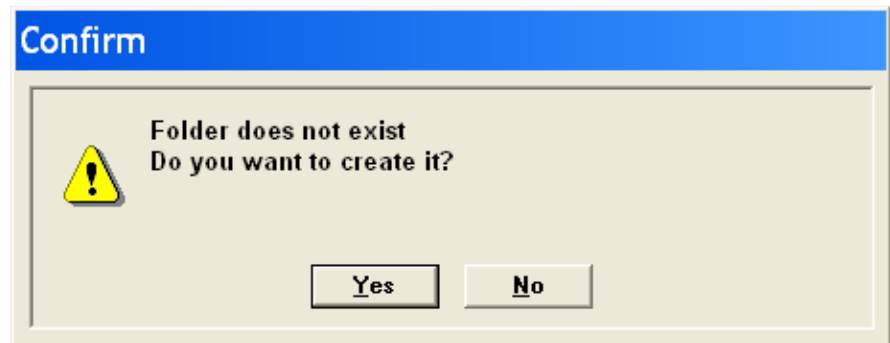 Confirm
Folder does not exist
Do you want to create it?
Yes No